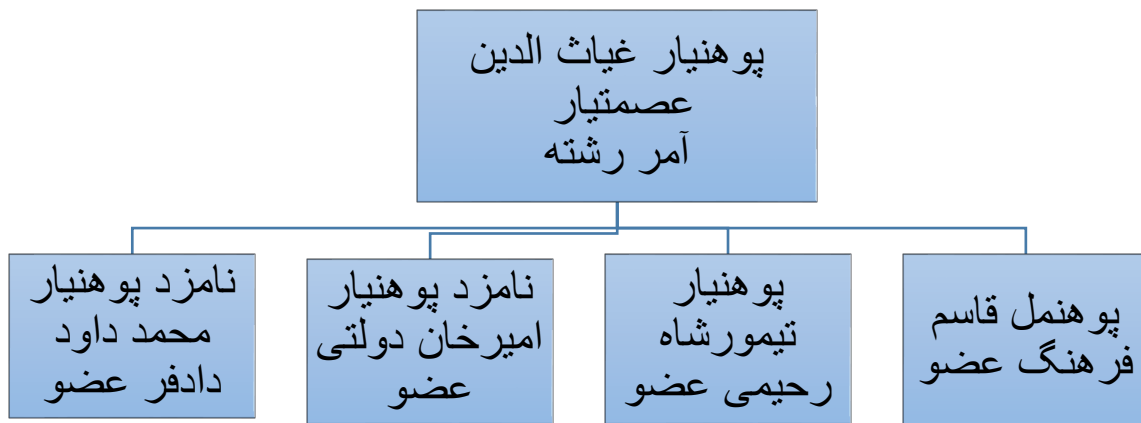 پوهنیار غیاث الدین
عصمتیار
آمر رشته
پوهنمل قاسم
فرهنگ عضو
پوهنیار
تیمورشاه
رحیمی عضو
نامزد پوهنیار
امیرخان دولتی
عضو
نامزد پوهنیار
محمد داود
دادفر عضو